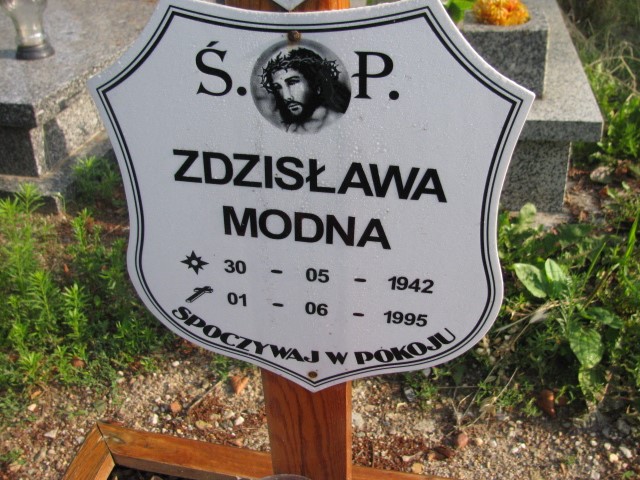 Ś. P.
ZDZISŁAWA
MODNA
30 - 05 - 1942
01 - 06 - 1995
SPOCZYWAJ W POKOJU